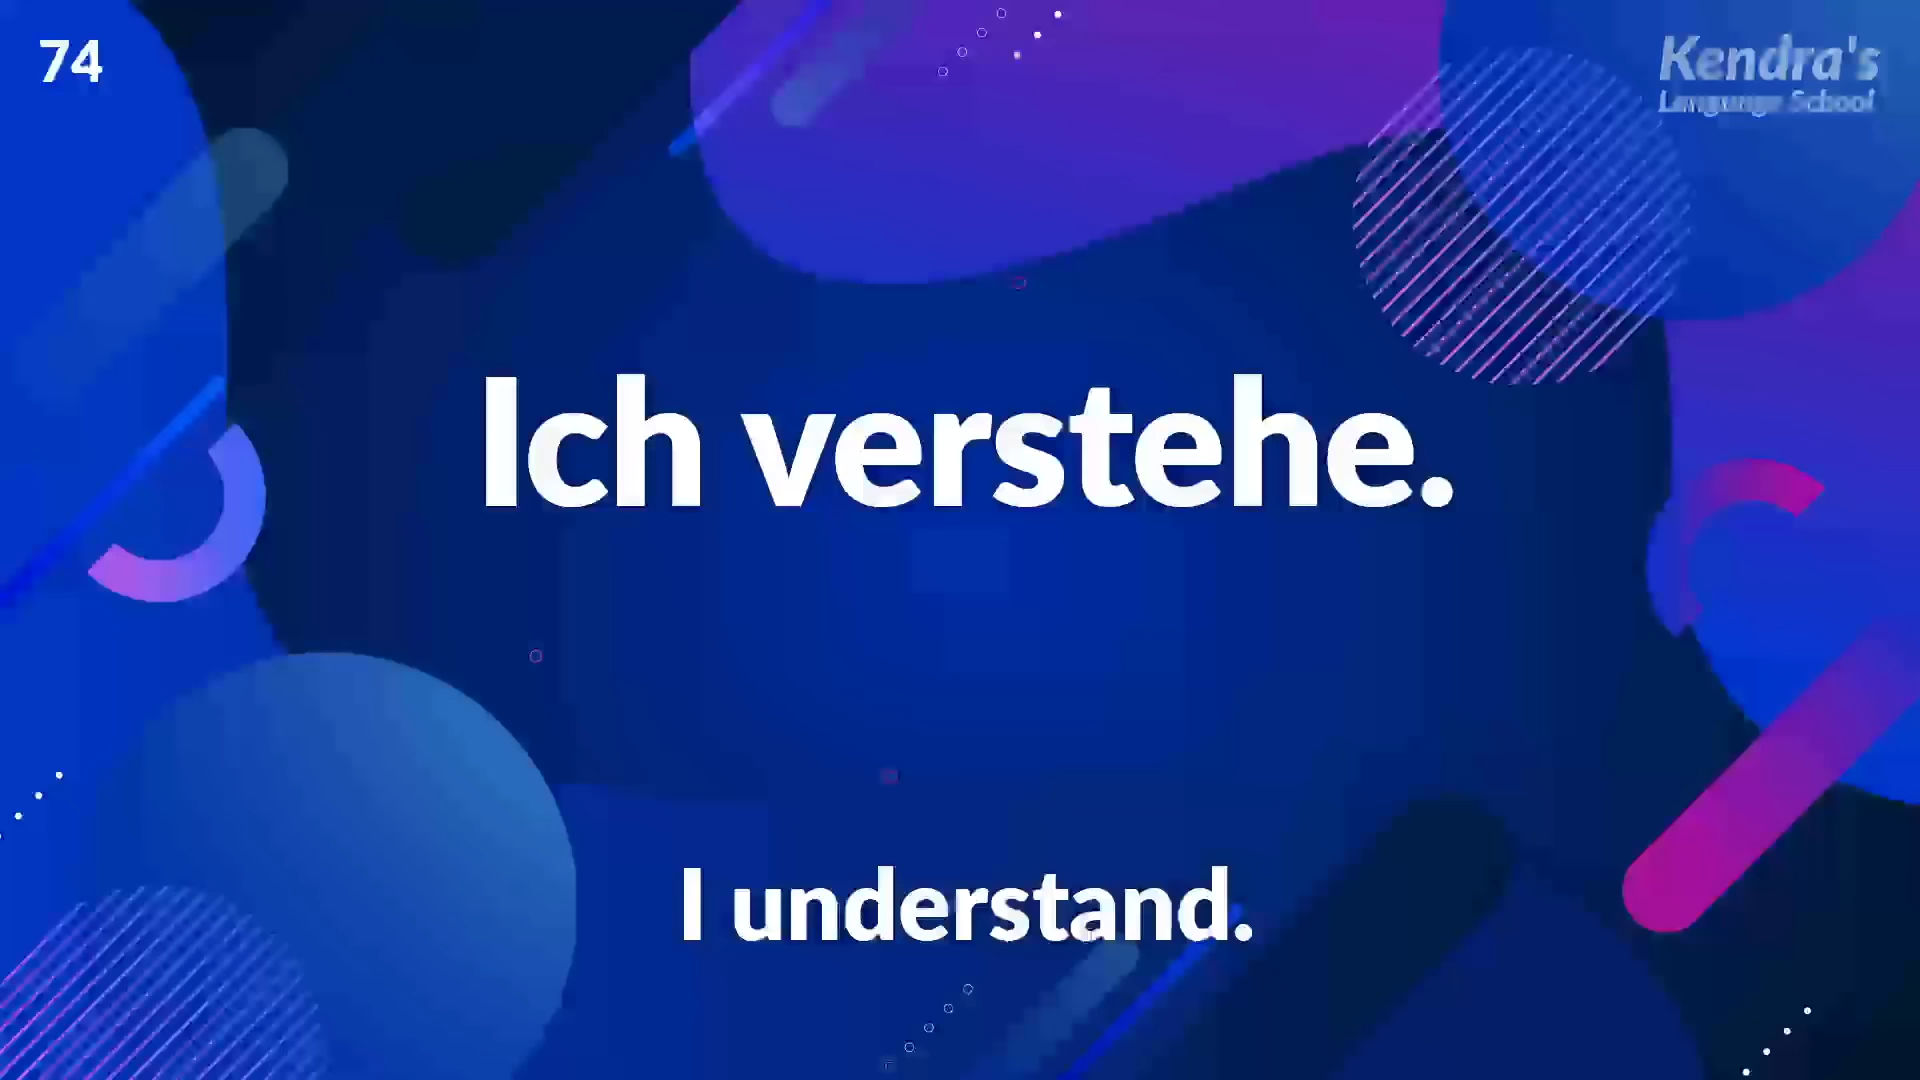 74
Kendra's
Language School
Ich verstehe.
I understand.